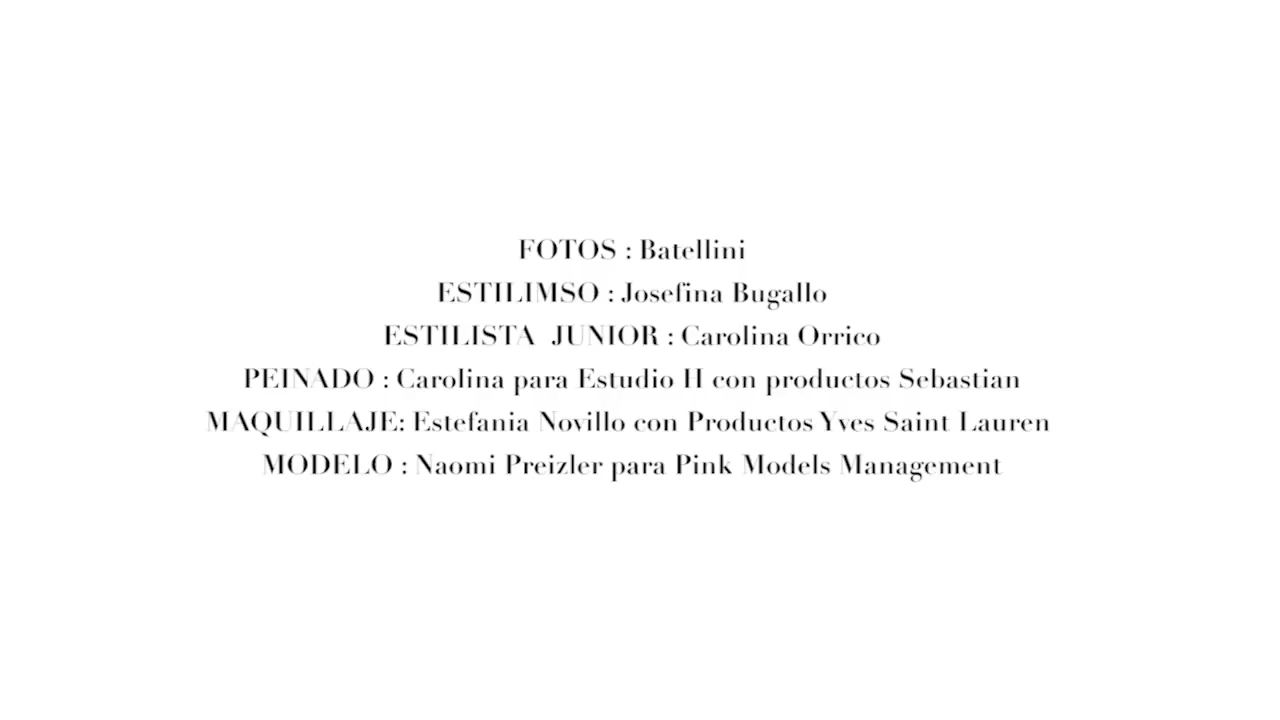 FOTOS : Batellini
ESTILIMSO : Josefina Bugallo
ESTILISTA JUNIOR : Carolina Orrico
PEINADO : Carolina para Estudio H con productos Sebastian
MAQUILLAJE: Estefania Novillo con Productos Yves Saint Lauren
MODELO : Naomi Preizler para Pink Models Management